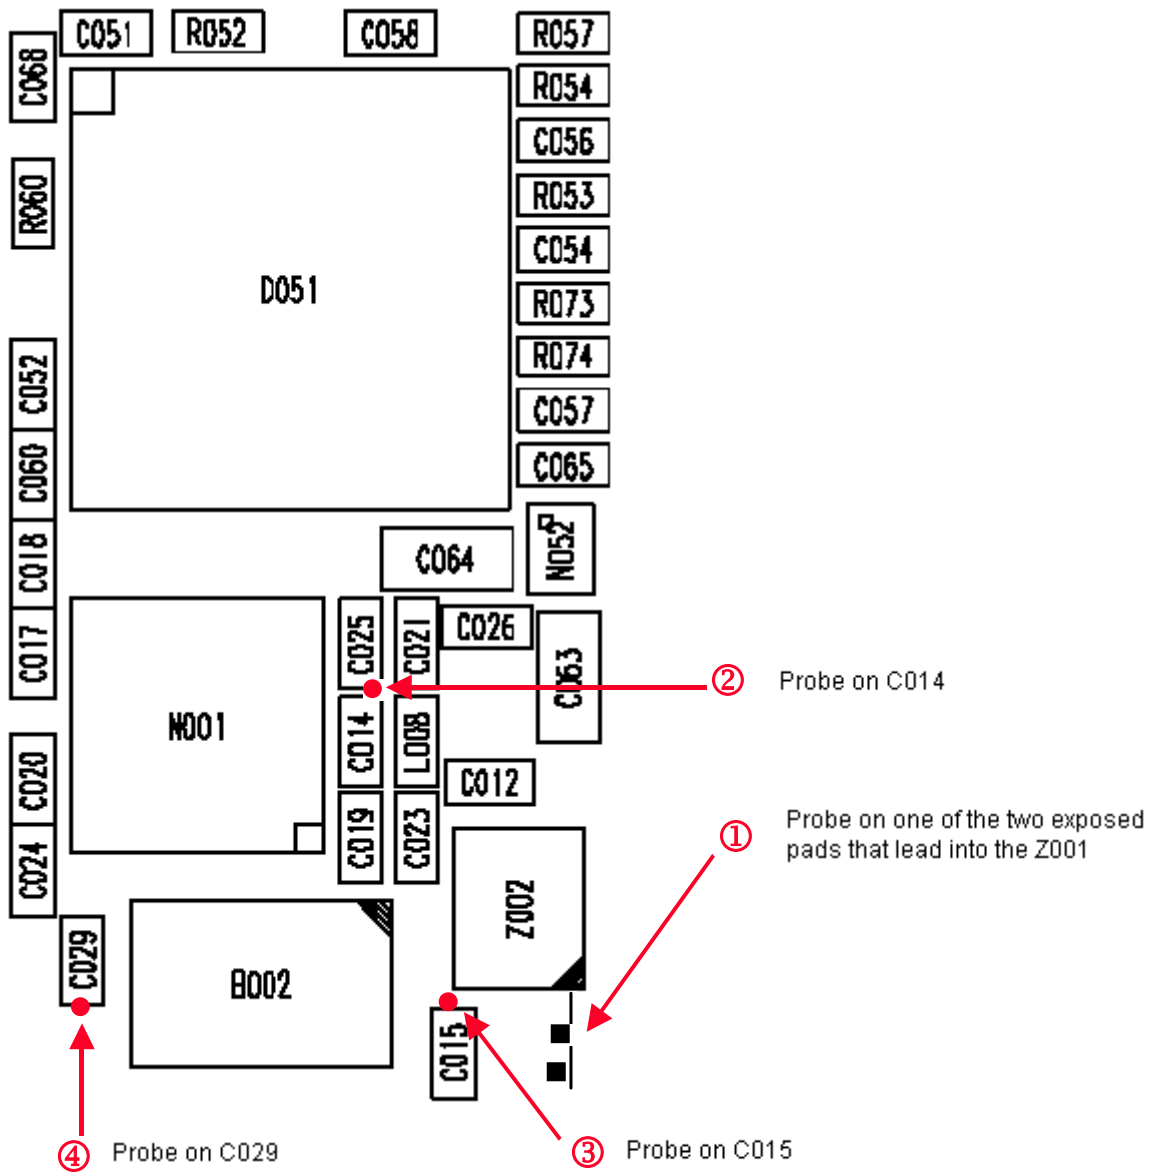 C051
R052
C058
R057
C068
R054
C056
R060
R053
C054
D051
R073
R074
C052
C057
C060
C065
C018
C064
N052
C017
C025
C021
C026
C063
② Probe on C014
N001
C014
L008
C020
C012
C019
C023
① Probe on one of the two exposed
pads that lead into the Z001
C024
Z002
C029
B002
C015
④ Probe on C029
③ Probe on C015